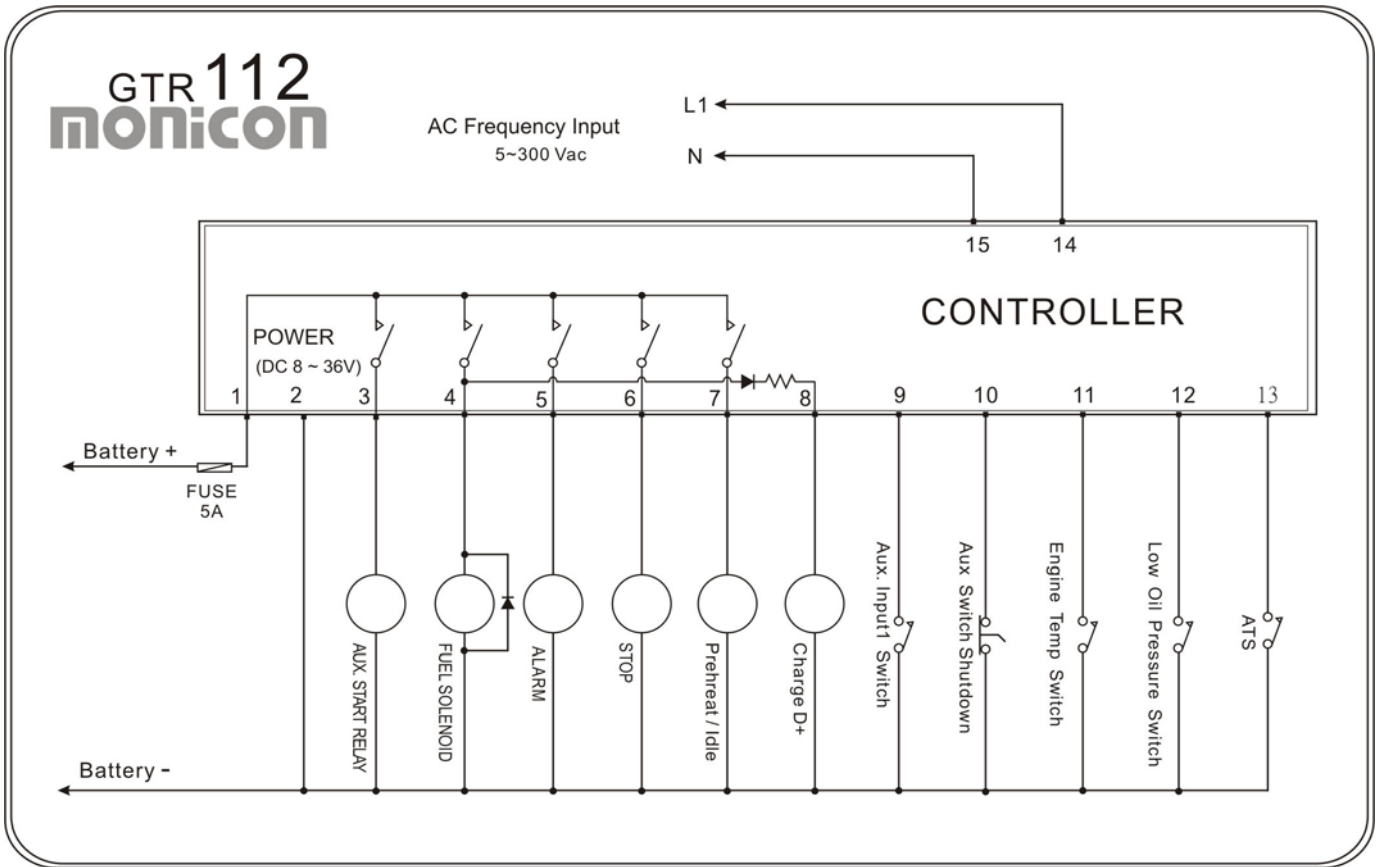 GTR 112
monicon
AC Frequency Input
5~300 Vac
L1
N
15 14
CONTROLLER
POWER
(DC 8 ~ 36V)
1 2 3 4 5 6 7 8 9 10 11 12 13
Battery +
FUSE
5A
AUX. START RELAY
FUEL SOLENOID
ALARM
STOP
Prehreat / Idle
Charge D+
Aux. Input1 Switch
Aux Switch Shutdown
Engine Temp Switch
Low Oil Pressure Switch
ATS
Battery -